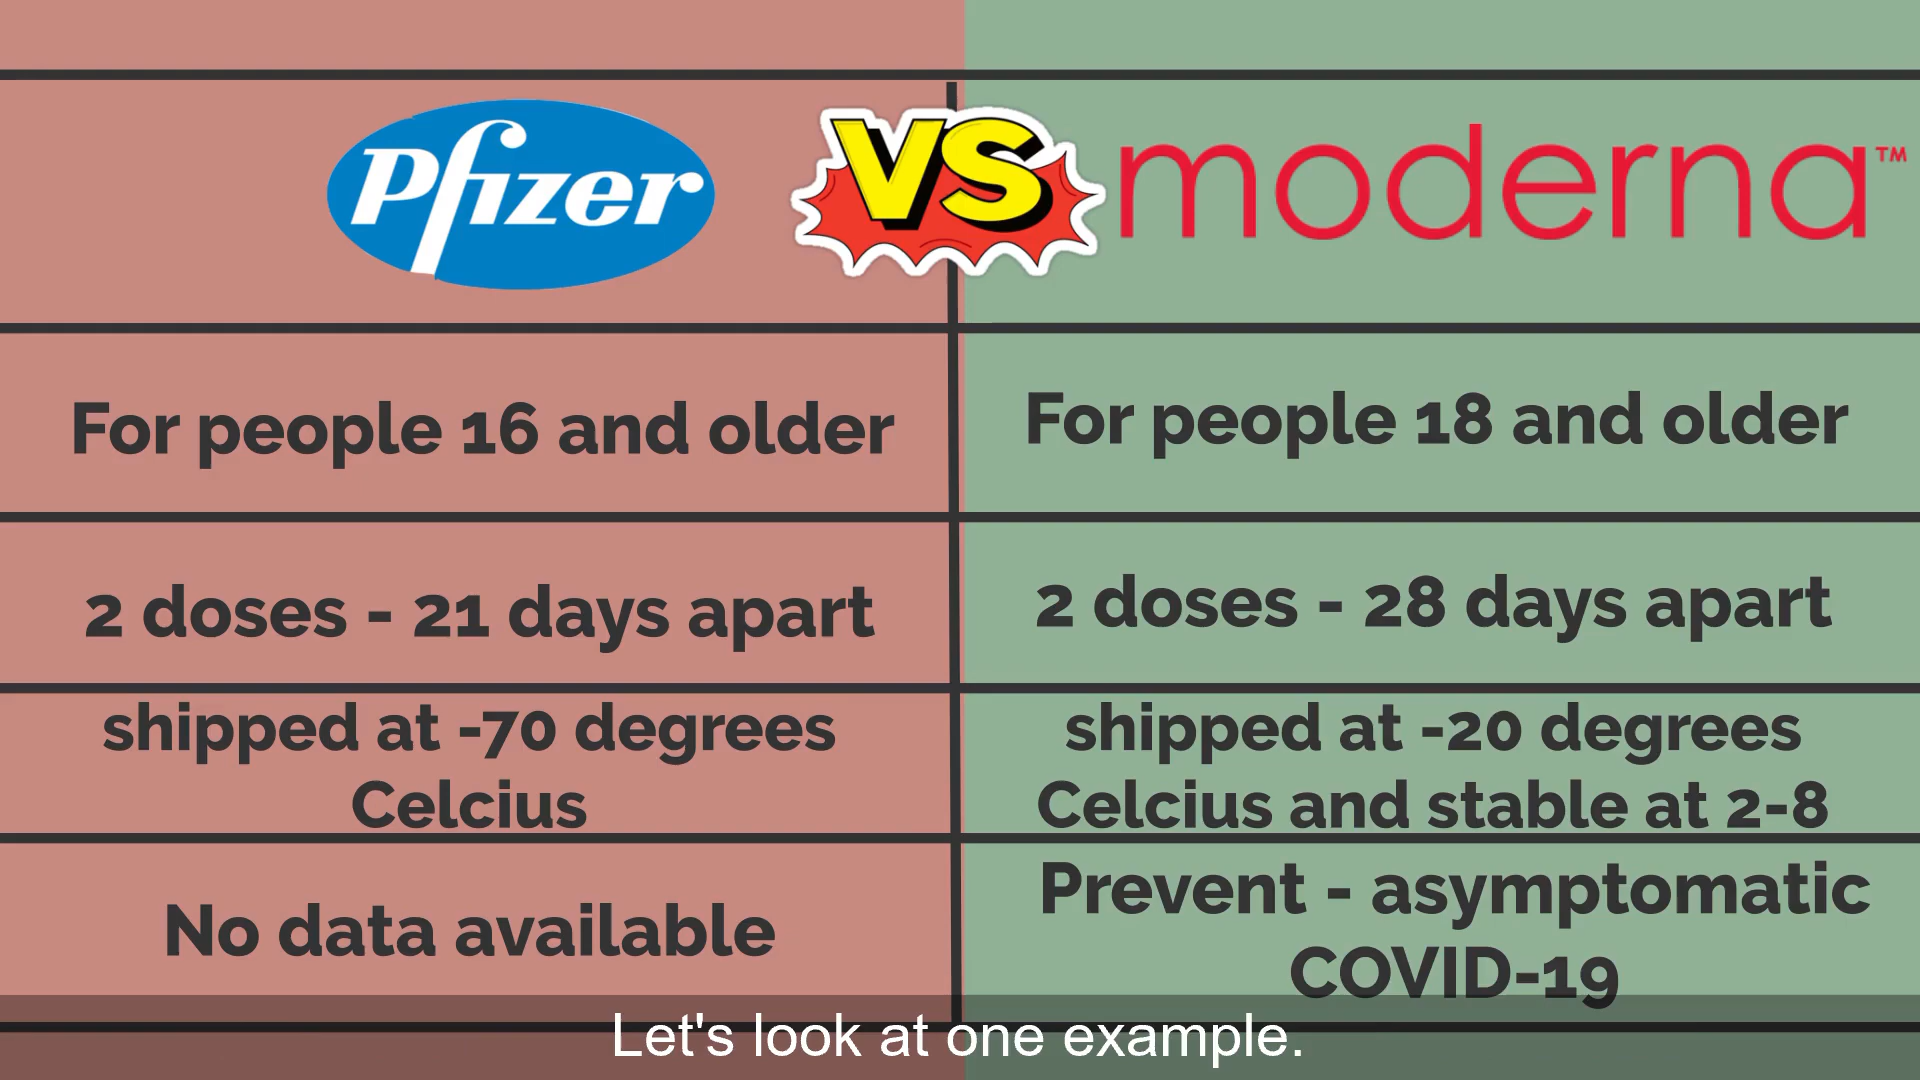 Pfizer VS moderna™
For people 16 and older
For people 18 and older
2 doses - 21 days apart
2 doses - 28 days apart
shipped at -70 degrees
Celcius
shipped at -20 degrees
Celcius and stable at 2-8
No data available
Prevent - asymptomatic
COVID-19
Let's look at one example.